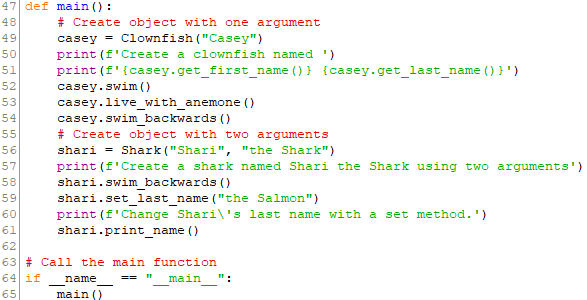 47 def main():
48     # Create object with one argument
49     casey = Clownfish("Casey")
50     print(f'Create a clownfish named ')
51     print(f'{casey.get_first_name()} {casey.get_last_name()}')
52     casey.swim()
53     casey.live_with_anemone()
54     casey.swim_backwards()
55     # Create object with two arguments
56     shari = Shark("Shari", "the Shark")
57     print(f'Create a shark named Shari the Shark using two arguments')
58     shari.swim_backwards()
59     shari.set_last_name("the Salmon")
60     print(f'Change Shari\'s last name with a set method.')
61     shari.print_name()
62
63 # Call the main function
64 if __name__ == "__main__":
65     main()